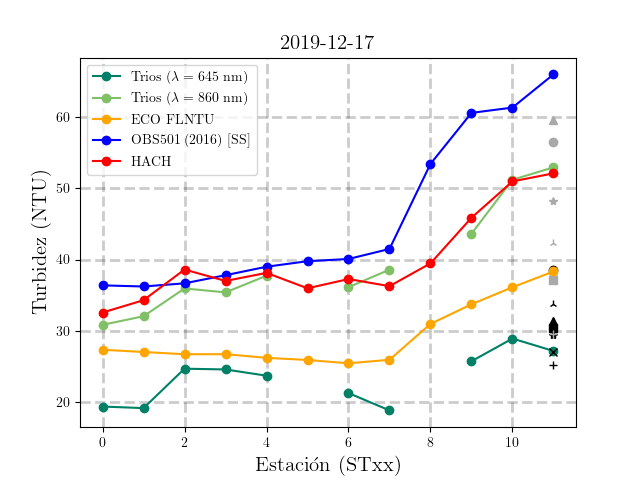 2019-12-17
Trios (λ = 645 nm)
Trios (λ = 860 nm)
ECO FLNTU
OBS501 (2016) [SS]
HACH
Turbidez (NTU)
60
50
40
30
20
0 2 4 6 8 10
Estación (STxx)